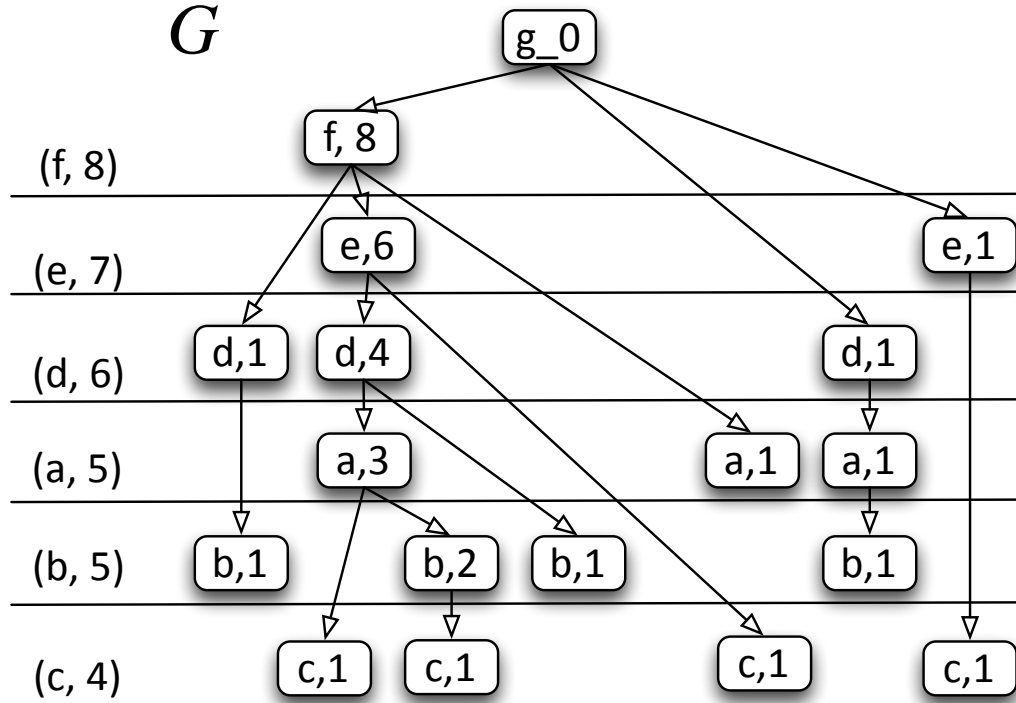 G
g_0
f, 8
(f, 8)
e,6
e,1
(e, 7)
d,1 d,4 d,1
(d, 6)
a,3 a,1 a,1
(a, 5)
b,1 b,2 b,1 b,1
(b, 5)
c,1 c,1 c,1 c,1
(c, 4)